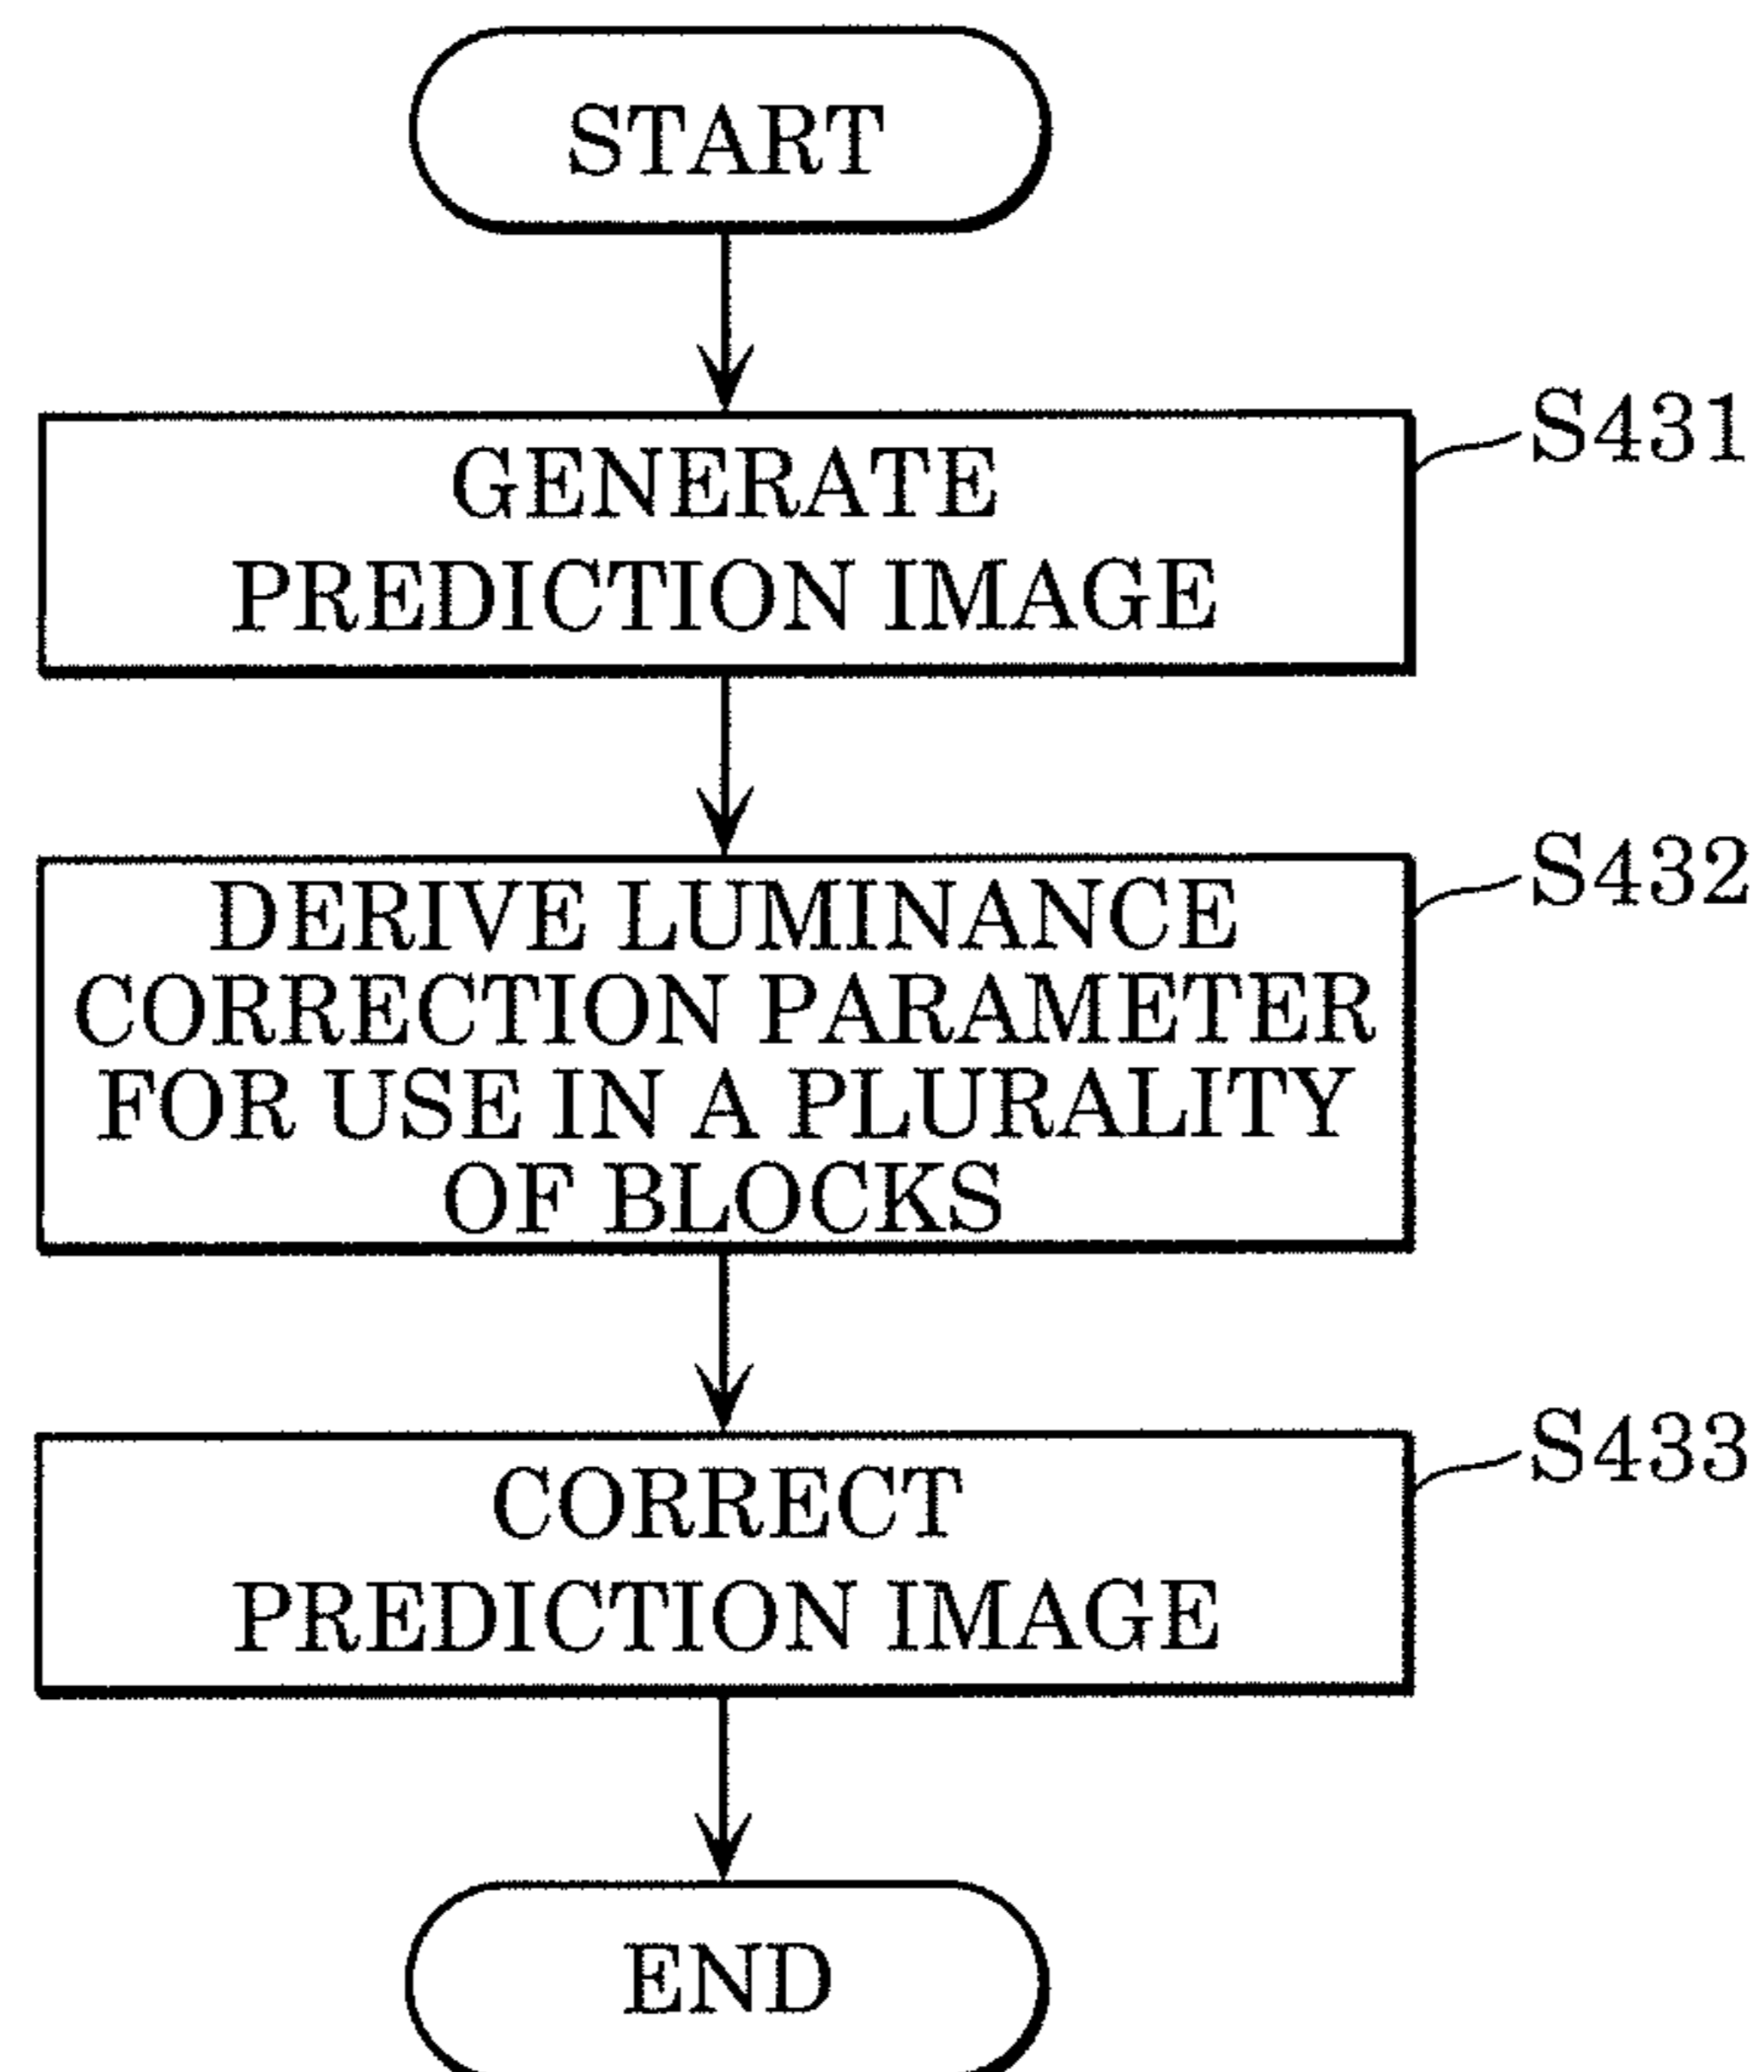 START
S431
GENERATE
PREDICTION IMAGE
S432
DERIVE LUMINANCE
CORRECTION PARAMETER
FOR USE IN A PLURALITY
OF BLOCKS
S433
CORRECT
PREDICTION IMAGE
END